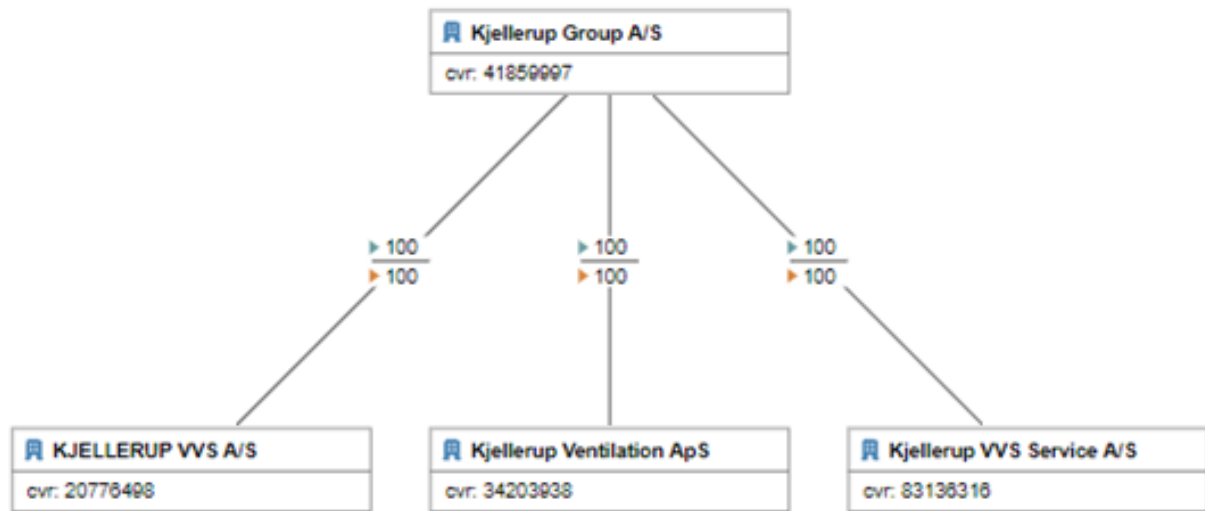 Kjellerup Group A/S
cvr: 41859997
100 100 100
100 100 100
KJELLERUP VVS A/S Kjellerup Ventilation ApS Kjellerup VVS Service A/S
cvr: 20776498 cvr: 34203938 cvr: 83136316